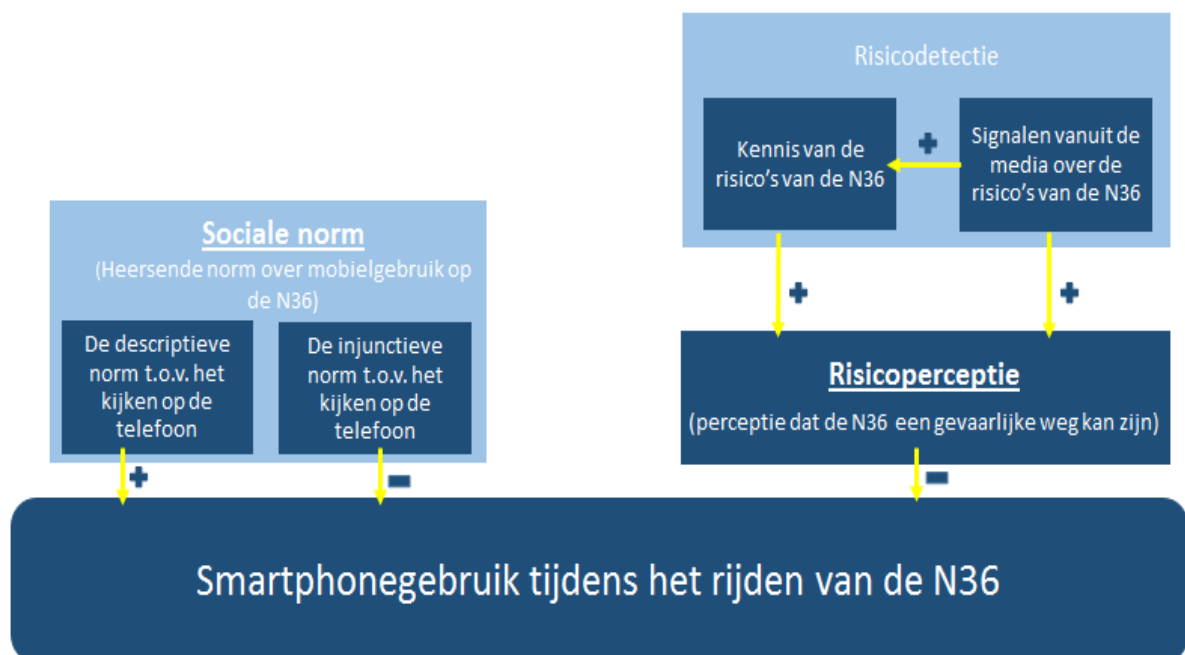 Risicodetectie
Kennis van de
risico's van de N36
+
Signalen vanuit de
media over de
risico's van de N36
+
+
Sociale norm
(Heersende norm over mobielgebruik op
de N36)
De descriptieve
norm t.o.v. het
kijken op de
telefoon
De injunctieve
norm t.o.v. het
kijken op de
telefoon
Risicoperceptie
(perceptie dat de N36 een gevaarlijke weg kan zijn)
+
-
-
Smartphonegebruik tijdens het rijden van de N36